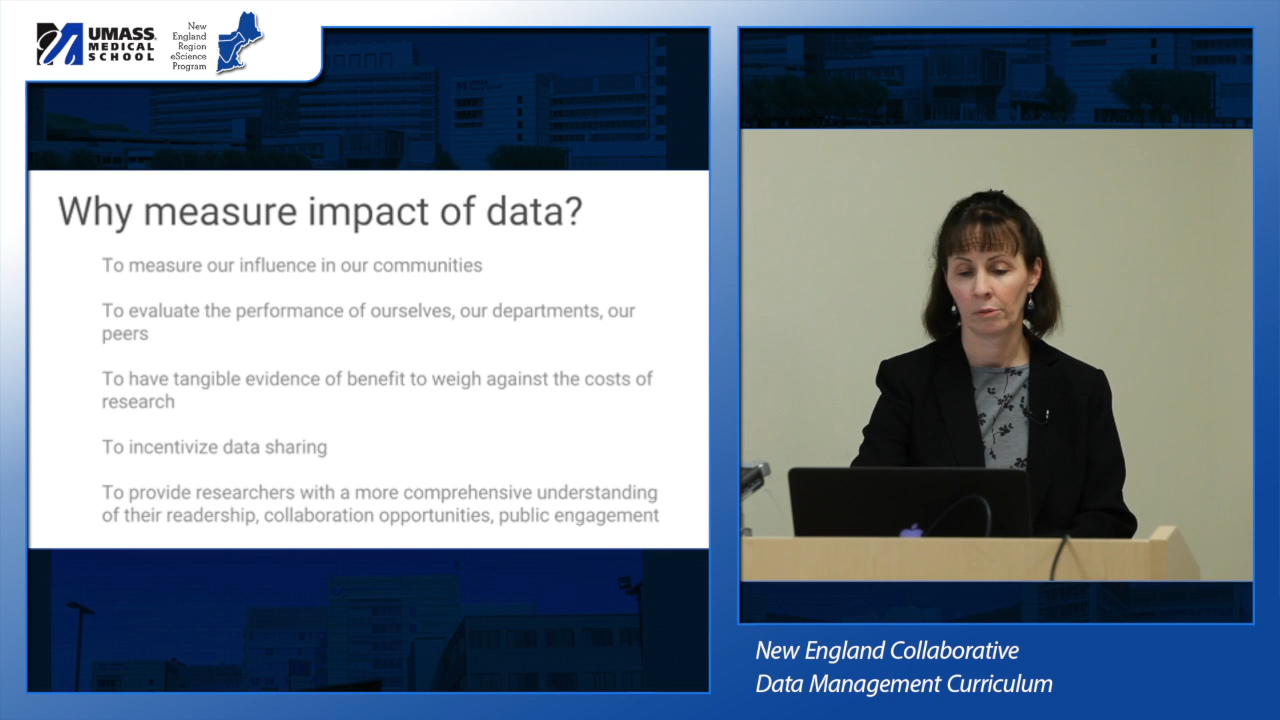 UMASS
MEDICAL
SCHOOL
New
England
Region
eScience
Program
Why measure impact of data?
To measure our influence in our communities
To evaluate the performance of ourselves, our departments, our
peers
To have tangible evidence of benefit to weigh against the costs of
research
To incentivize data sharing
To provide researchers with a more comprehensive understanding
of their readership, collaboration opportunities, public engagement
New England Collaborative
Data Management Curriculum